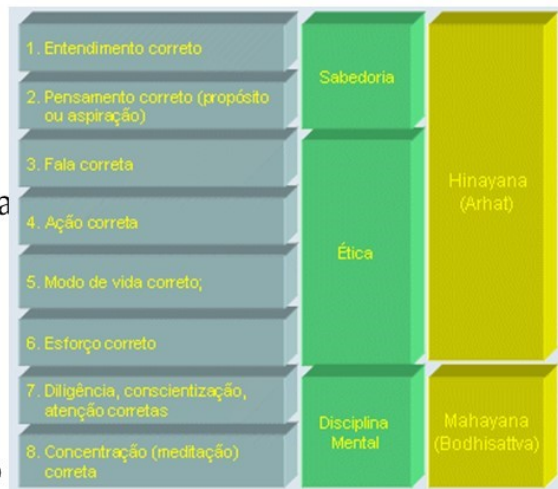 1. Entendimento correto
2. Pensamento correto (propósito
ou aspiração)
3. Fala correta
4. Ação correta
5. Modo de vida correto;
6. Esforço correto
7. Diligência, conscientização,
atenção corretas
8. Concentração (meditação)
correta
Sabedoria
Ética
Disciplina
Mental
Hinayana
(Arhat)
Mahayana
(Bodhisattva)
a